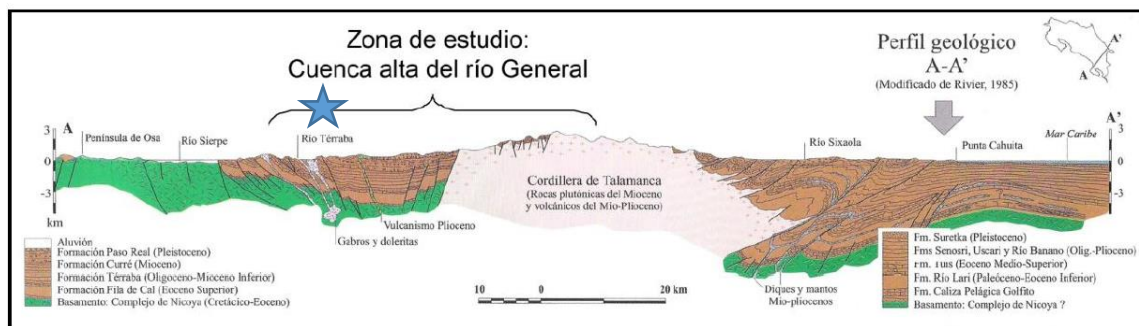 Zona de estudio:
Cuenca alta del río General
Perfil geológico
A-A'
(Modificado de Rivier, 1985)
A'
A
3
A
Península de Osa
Río Sierpe
Río Térraba
0
-3
km
Cordillera de Talamanca
(Rocas plutónicas del Mioceno
y volcánicos del Mio-Plioceno)
Río Sixaola
Punta Cahuita
Mar Caribe
A'
3
0
-3
Vulcanismo Plioceno
Gabros y doleritas
Diques y mantos
Mio-pliocenos
Aluvión
Formación Paso Real (Pleistoceno)
Formación Curré (Mioceno)
Formación Térraba (Oligoceno-Mioceno Inferior)
Formación Fila de Cal (Eoceno Superior)
Basamento: Complejo de Nicoya (Cretácico-Eoceno)
10 0 20 km
Fm. Suretka (Pleistoceno)
Fms Senosri, Uscari y Río Banano (Olig.-Plioceno)
(Eoceno Medio-Superior)
Fm. Río Lari (Paleóceno-Eoceno Inferior)
Fm. Caliza Pelágica Golfito
Basamento: Complejo de Nicoya ?